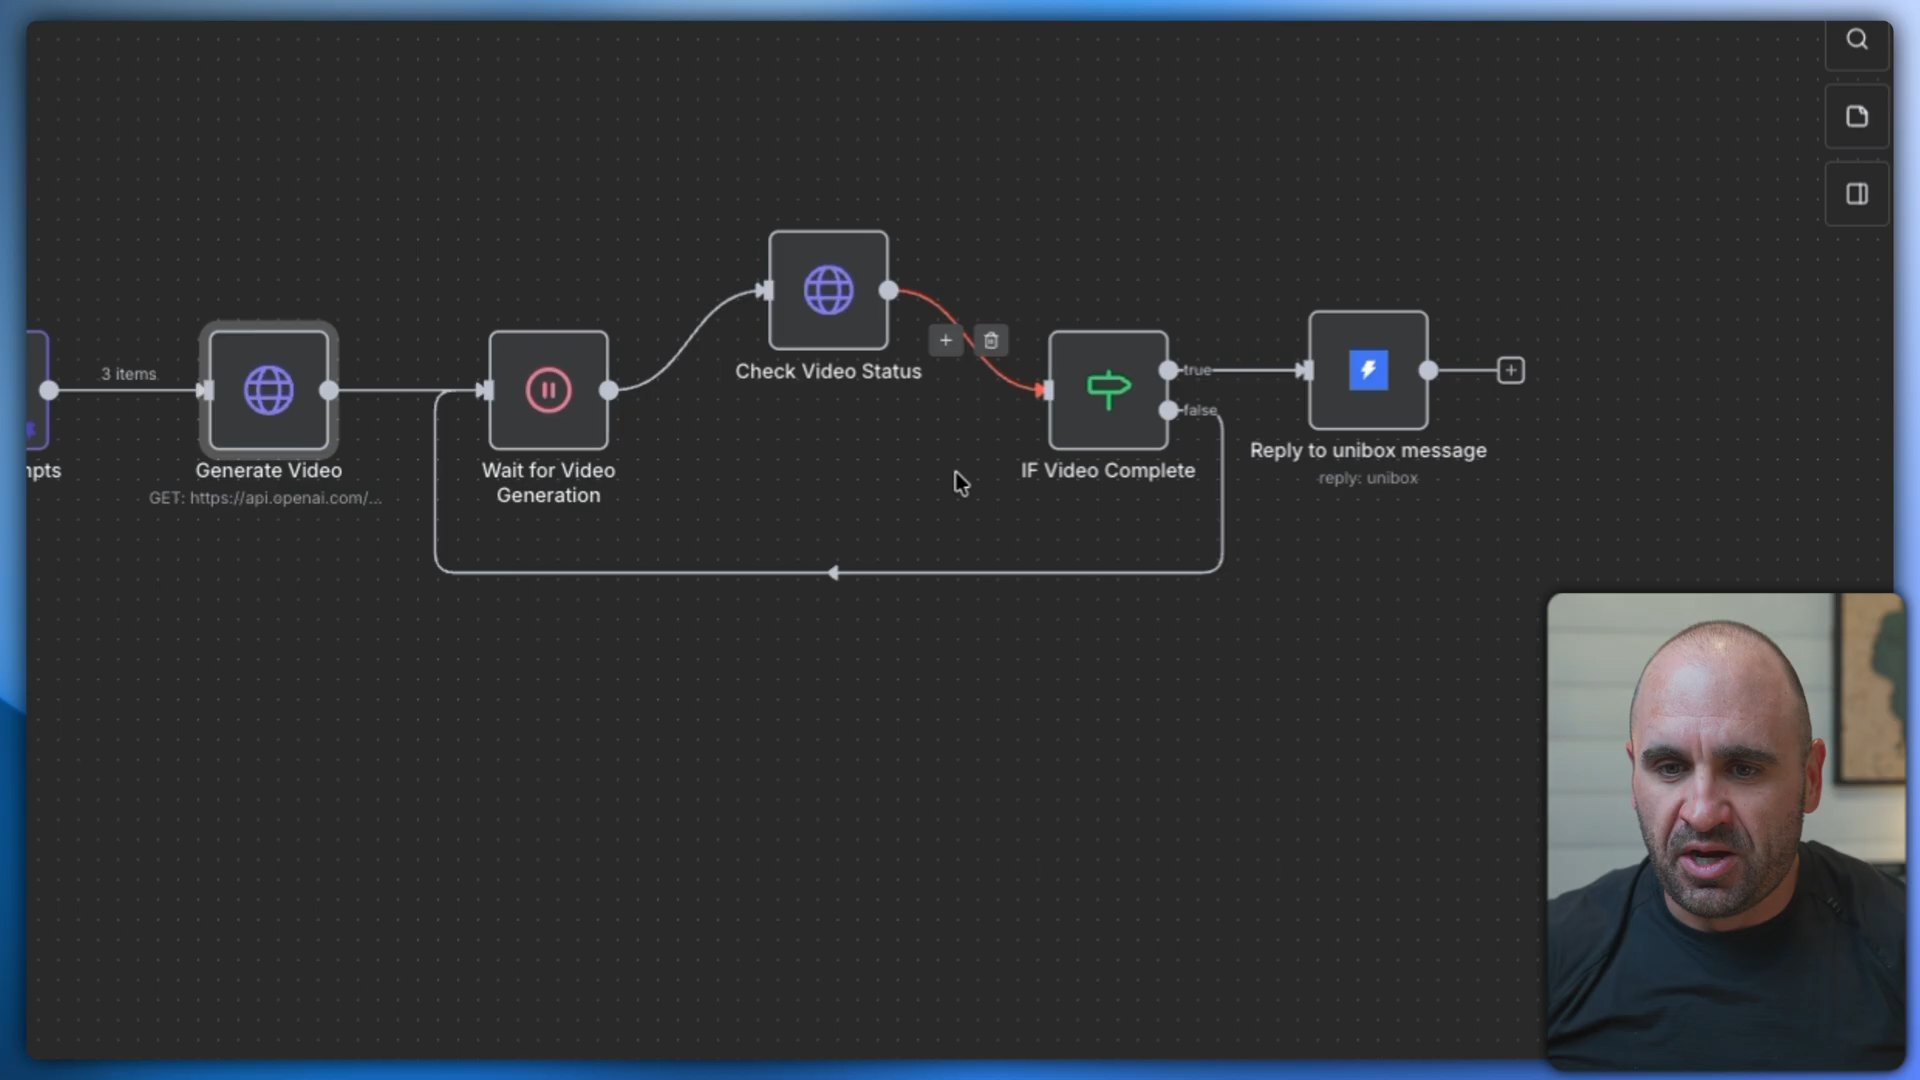 3 items
mpts
Generate Video
GET: https://api.openai.com/...
Wait for Video
Generation
Check Video Status
IF Video Complete
true
false
Reply to unibox message
reply: unibox